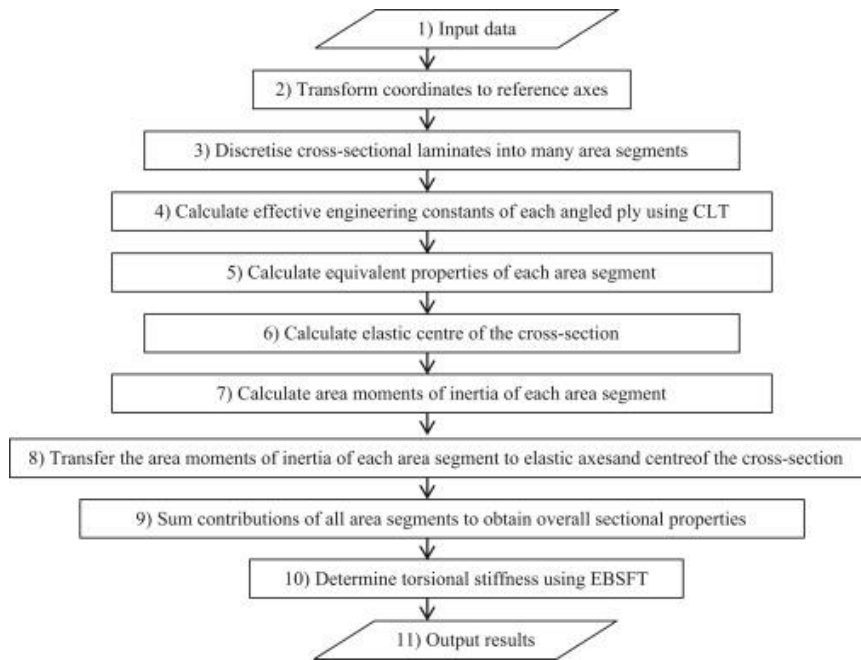 1) Input data
2) Transform coordinates to reference axes
3) Discretise cross-sectional laminates into many area segments
4) Calculate effective engineering constants of each angled ply using CLT
5) Calculate equivalent properties of each area segment
6) Calculate elastic centre of the cross-section
7) Calculate area moments of inertia of each area segment
8) Transfer the area moments of inertia of each area segment to elastic axesand centreof the cross-section
9) Sum contributions of all area segments to obtain overall sectional properties
10) Determine torsional stiffness using EBSFT
11) Output results